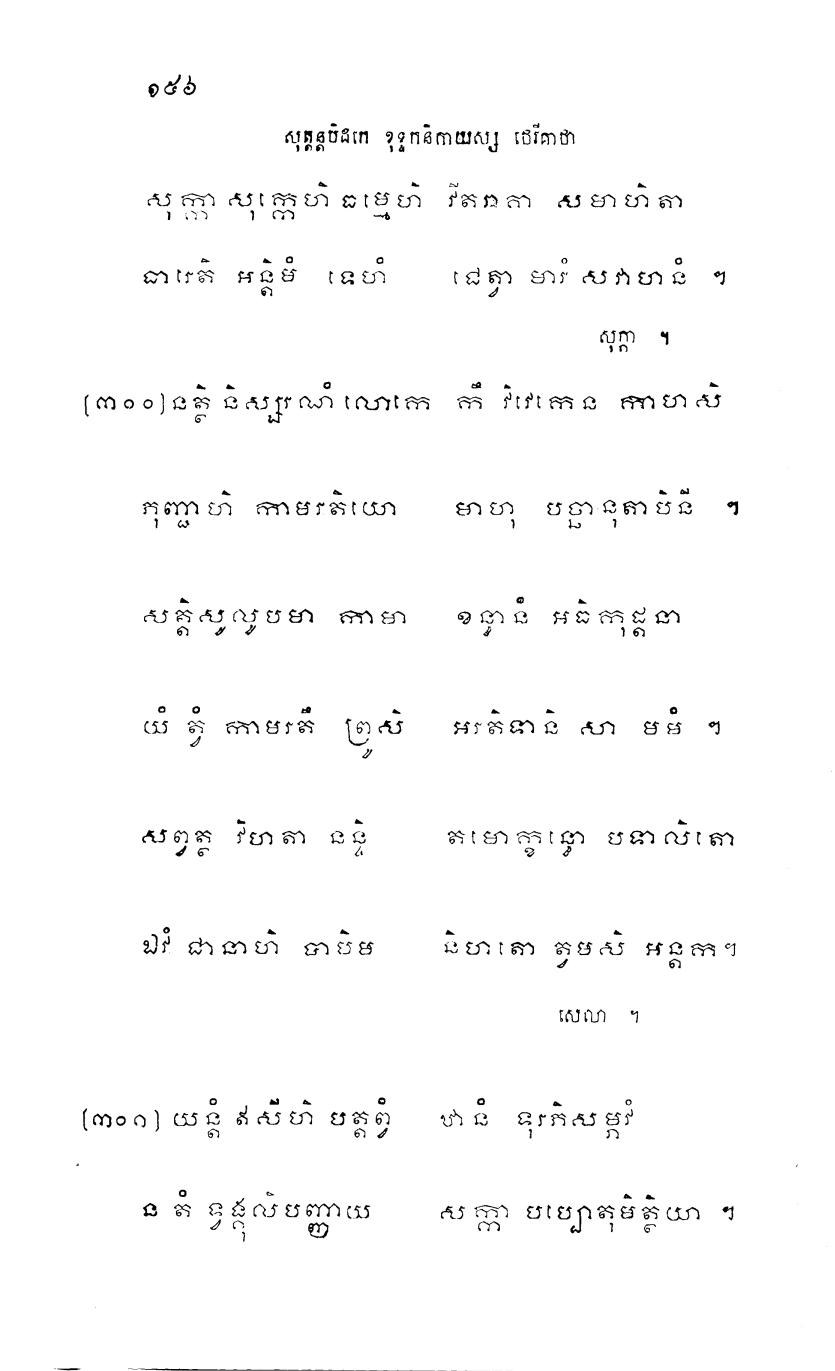 ១៥៦
សុត្តន្តបិដកេ ខុទ្ទកនិកាយស្ស ថេរីគាថា
សុក្កា សុក្កេហិ ធម្មេហិ វីតរាគា សមាហិតា
ធារេតិ អន្តិមំ ទេហំ ជេត្វា មារំ សវាហនំ ។
សុក្កា ។
(៣០០) នត្ថិ និស្សរណំ លោកេ កឹ វិវេកេន កាហសិ
ភុញ្ជាហិ កាមរតិយោ មាហុ បច្ឆានុតាបិនី ។
សត្តិសូលូបមា កាមា ខន្ធានំ អធិកុដ្តនា
យំ ត្វំ កាមរតឹ ព្រូសិ អរតិទានិ សា មមំ ។
សព្វត្ថ វិហតា នន្ទិ តមោក្ខន្ធោ បទាលិតោ
ឯវំ ជានាហិ បាបិម និហតោ ត្វមសិ អន្តក។
សេលា ។
(៣០១) យន្តំ ឥសីហិ បត្តព្វំ ឋានំ ទុរភិសម្ភវំ
ន តំ ទ្វង្គុលិបញ្ញាយ សក្កា បប្បោតុមិត្ថិយា ។